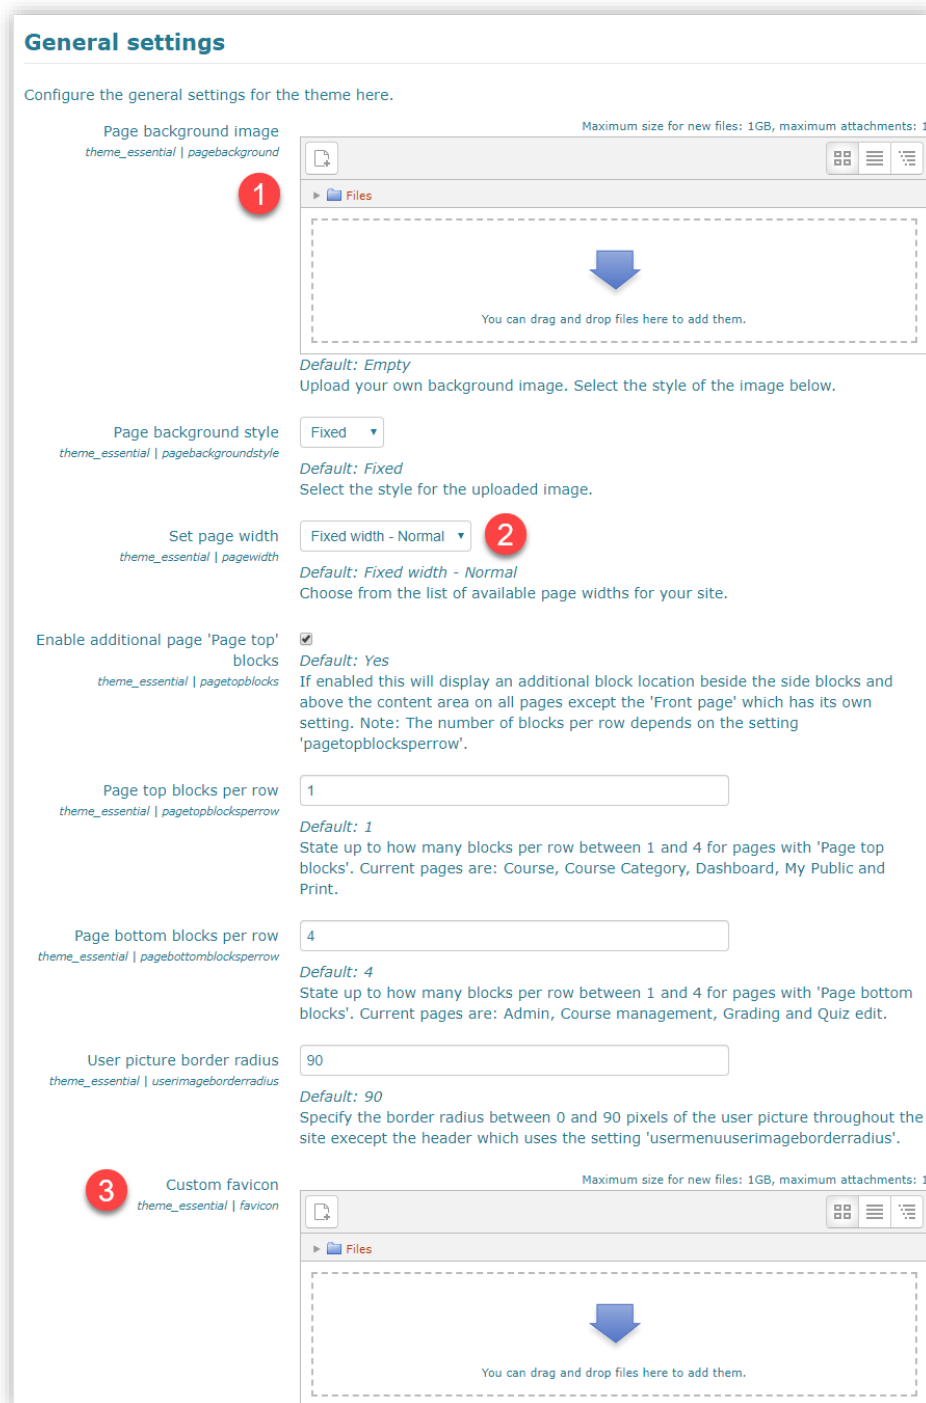 General settings
Configure the general settings for the theme here.
Page background image
theme_essential | pagebackground
Maximum size for new files: 1GB, maximum attachments: 1
1
Files
You can drag and drop files here to add them.
Default: Empty
Upload your own background image. Select the style of the image below.
Page background style
theme_essential | pagebackgroundstyle
Fixed
Default: Fixed
Select the style for the uploaded image.
Set page width
theme_essential | pagewidth
Fixed width - Normal
2
Default: Fixed width - Normal
Choose from the list of available page widths for your site.
Enable additional page 'Page top'
blocks
theme_essential | pagetopblocks
Default: Yes
If enabled this will display an additional block location beside the side blocks and
above the content area on all pages except the 'Front page' which has its own
setting. Note: The number of blocks per row depends on the setting
'pagetopblocksperrow'.
Page top blocks per row
theme_essential | pagetopblocksperrow
1
Default: 1
State up to how many blocks per row between 1 and 4 for pages with 'Page top
blocks'. Current pages are: Course, Course Category, Dashboard, My Public and
Print.
Page bottom blocks per row
theme_essential | pagebottomblocksperrow
4
Default: 4
State up to how many blocks per row between 1 and 4 for pages with 'Page bottom
blocks'. Current pages are: Admin, Course management, Grading and Quiz edit.
User picture border radius
theme_essential | userimageborderradius
90
Default: 90
Specify the border radius between 0 and 90 pixels of the user picture throughout the
site execept the header which uses the setting 'usermenuuserimageborderradius'.
3
Custom favicon
theme_essential | favicon
Maximum size for new files: 1GB, maximum attachments: 1
Files
You can drag and drop files here to add them.